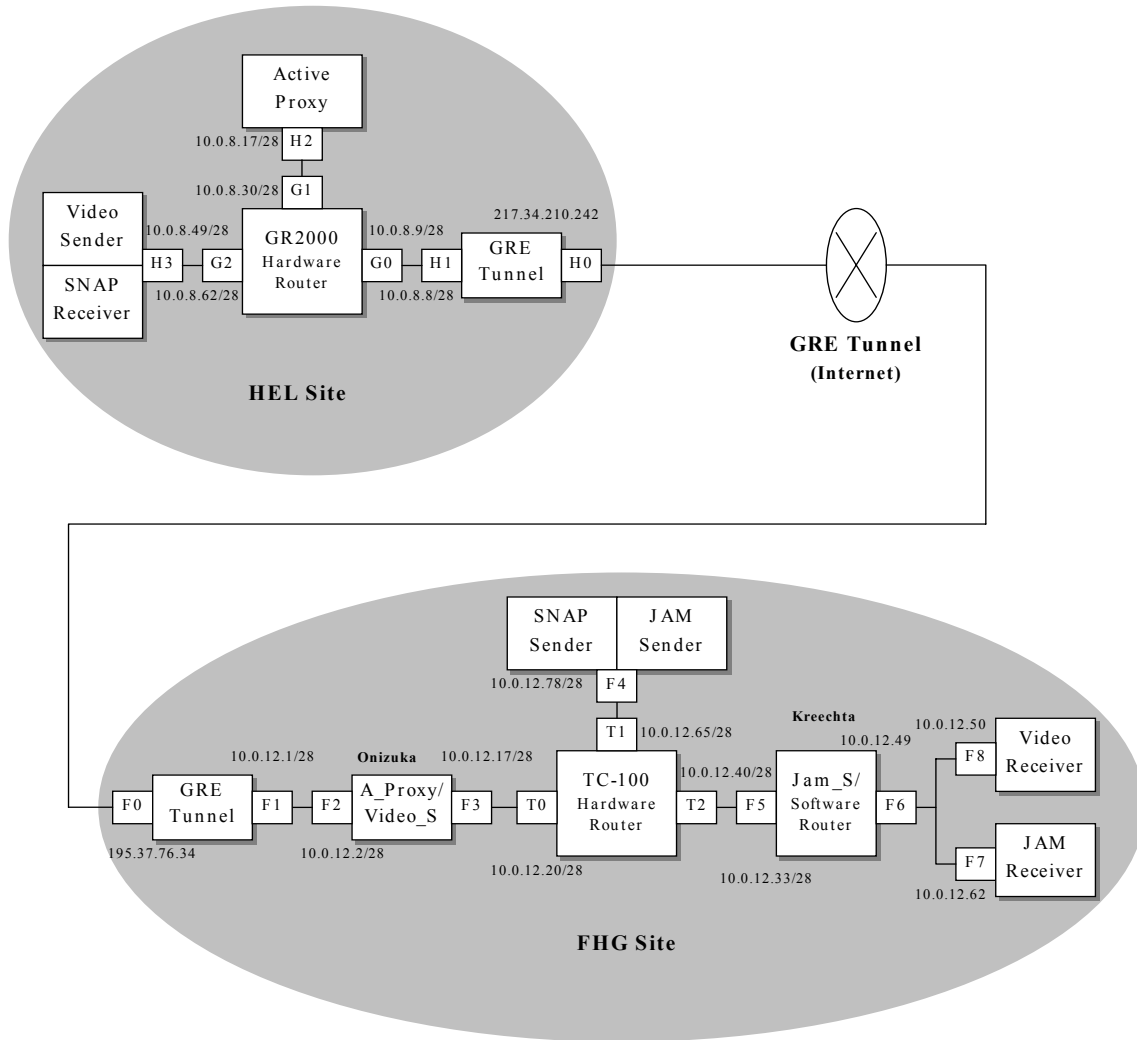 Active
Proxy
10.0.8.17/28
H2
10.0.8.30/28
G1
Video
Sender
SNAP
Receiver
10.0.8.49/28
H3
G2
10.0.8.62/28
GR2000
Hardware
Router
10.0.8.9/28
G0
H1
10.0.8.8/28
217.34.210.242
GRE
Tunnel
H0
HEL Site
GRE Tunnel
(Internet)
SNAP
Sender
JAM
Sender
10.0.12.78/28
F4
T1
10.0.12.65/28
Kreechta
10.0.12.49
10.0.12.50
F8
Video
Receiver
10.0.12.1/28
Onizuka
10.0.12.17/28
F0
GRE
Tunnel
F1
F2
A_Proxy/
Video_S
F3
T0
TC-100
Hardware
Router
10.0.12.40/28
T2
F5
Jam_S/
Software
Router
F6
195.37.76.34
10.0.12.2/28
10.0.12.20/28
10.0.12.33/28
F7
JAM
Receiver
10.0.12.62
FHG Site